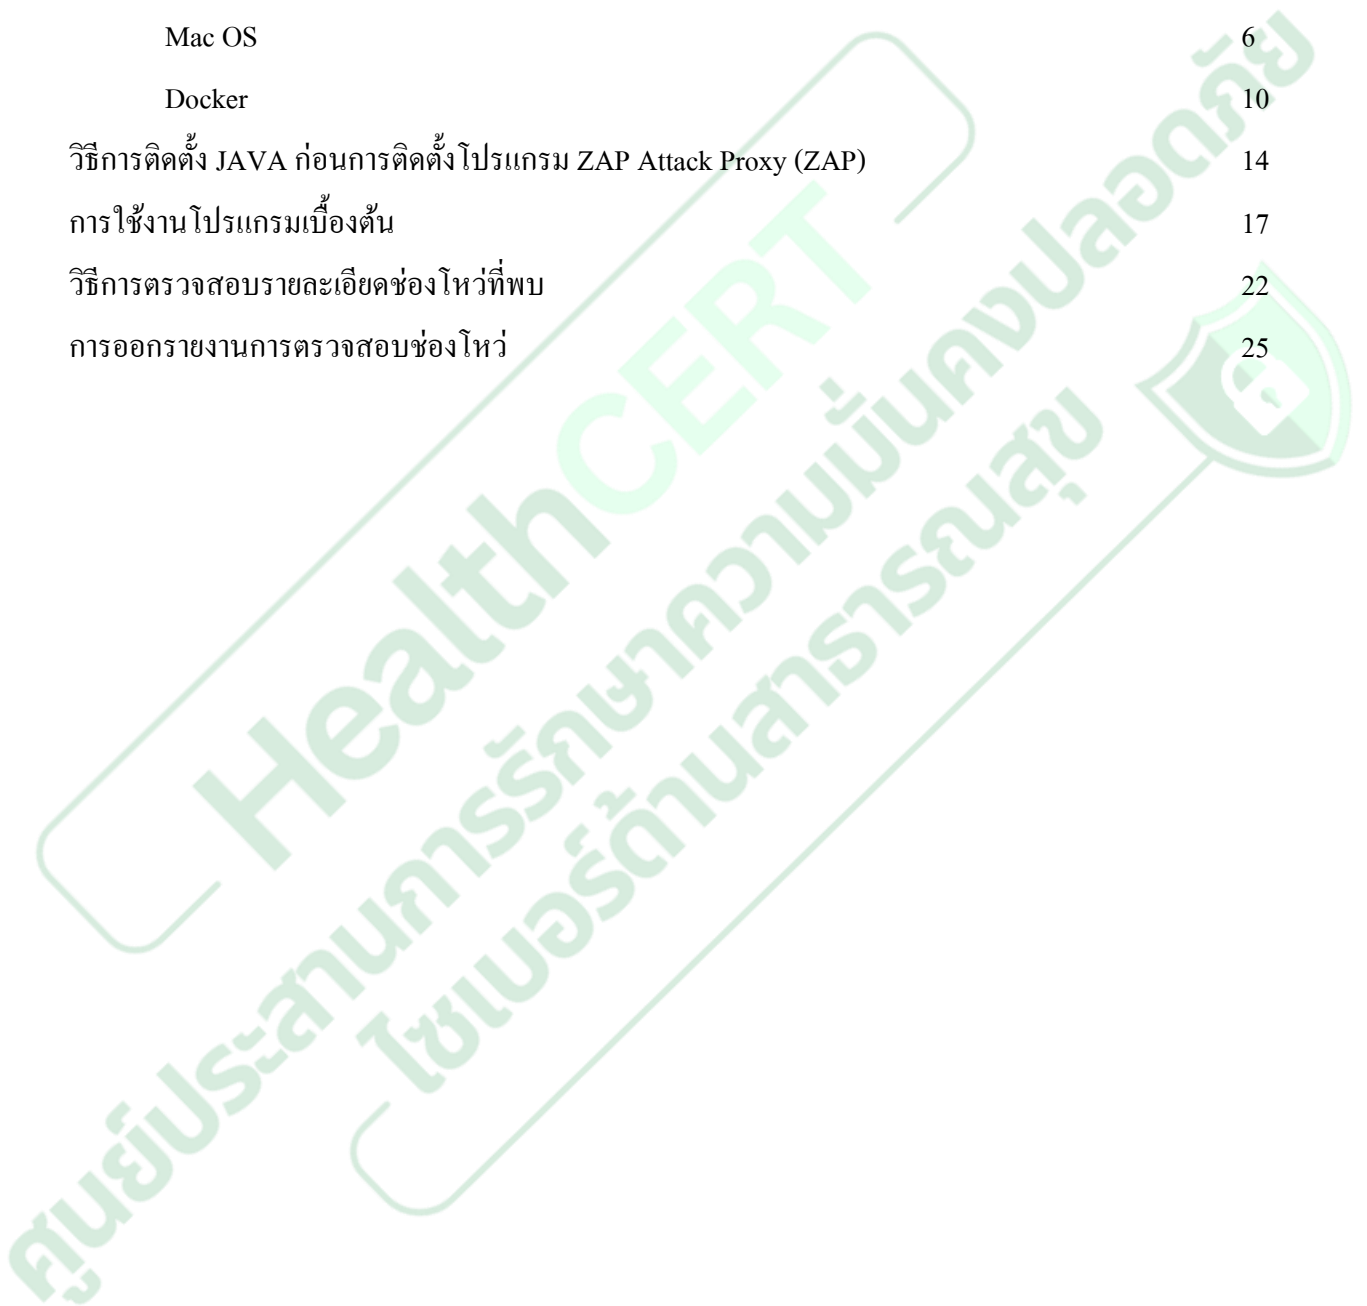 Mac OS 6
Docker 10
วิธีการติดตั้ง JAVA ก่อนการติดตั้งโปรแกรม ZAP Attack Proxy (ZAP) 14
การใช้งานโปรแกรมเบื้องต้น 17
วิธีการตรวจสอบรายละเอียดช่องโหว่ที่พบ 22
การออกรายงานการตรวจสอบช่องโหว่ 25
HealthCERT
ศูนย์ประสานการรักษาความมั่นคงปลอดภัย
ไซเบอร์ด้านสาธารณสุข